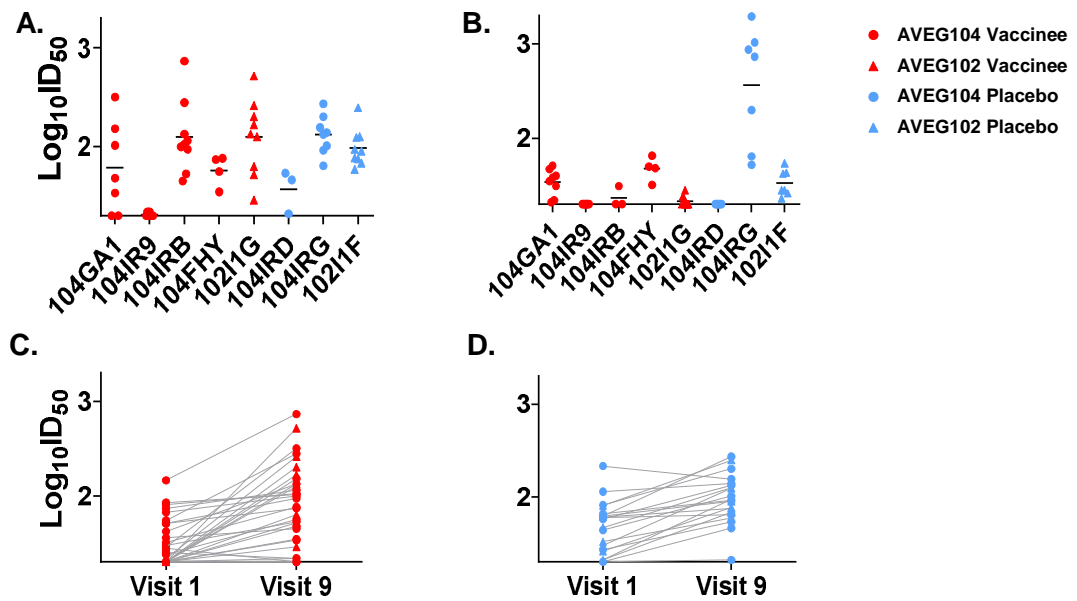 A.
Log10ID50
3
2
104GA1
104IR9
104IRB
104FHY
102I1G
104IRD
104IRG
102I1F
B.
3
2
104GA1
104IR9
104IRB
104FHY
102I1G
104IRD
104IRG
102I1F
AVEG104 Vaccinee
AVEG102 Vaccinee
AVEG104 Placebo
AVEG102 Placebo
C.
Log10ID50
3
2
Visit 1 Visit 9
D.
3
2
Visit 1 Visit 9